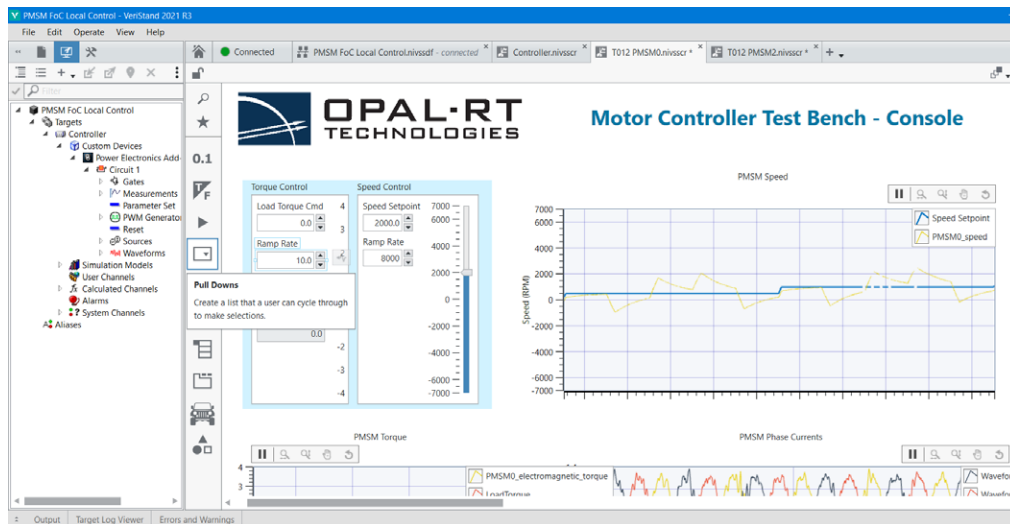 PMSM FoC Local Control - VeriStand 2021 R3
File Edit Operate View Help
Connected
PMSM FoC Local Control.nivssdf - connected
Controller.nivsscr
T012 PMSM0.nivsscr *
T012 PMSM2.nivsscr *
Filter
PMSM FoC Local Control
Targets
Controller
Custom Devices
Power Electronics Add-
Circuit 1
Gates
Measurements
Parameter Set
PWM Generator
Reset
Sources
Waveforms
Simulation Models
User Channels
Calculated Channels
Alarms
System Channels
Aliases
0.1
T F
OPAL-RT
TECHNOLOGIES
Motor Controller Test Bench - Console
Torque Control
Load Torque Cmd
0.0
Ramp Rate
10.0
4
3
-2
-3
-4
0.0
Pull Downs
Create a list that a user can cycle through
to make selections.
Speed Control
Speed Setpoint
2000.0
Ramp Rate
8000
7000
6000
4000
2000
0
-2000
-4000
-6000
-7000
PMSM Speed
Speed Setpoint
PMSM0_speed
Speed (RPM)
7000
6000
4000
2000
0
-2000
-4000
-6000
-7000
PMSM Torque
4
3
PMSM0_electromagnetic_torque
LoadTorque
PMSM Phase Currents
Wavefor
Wavefor
Output Target Log Viewer Errors and Warnings